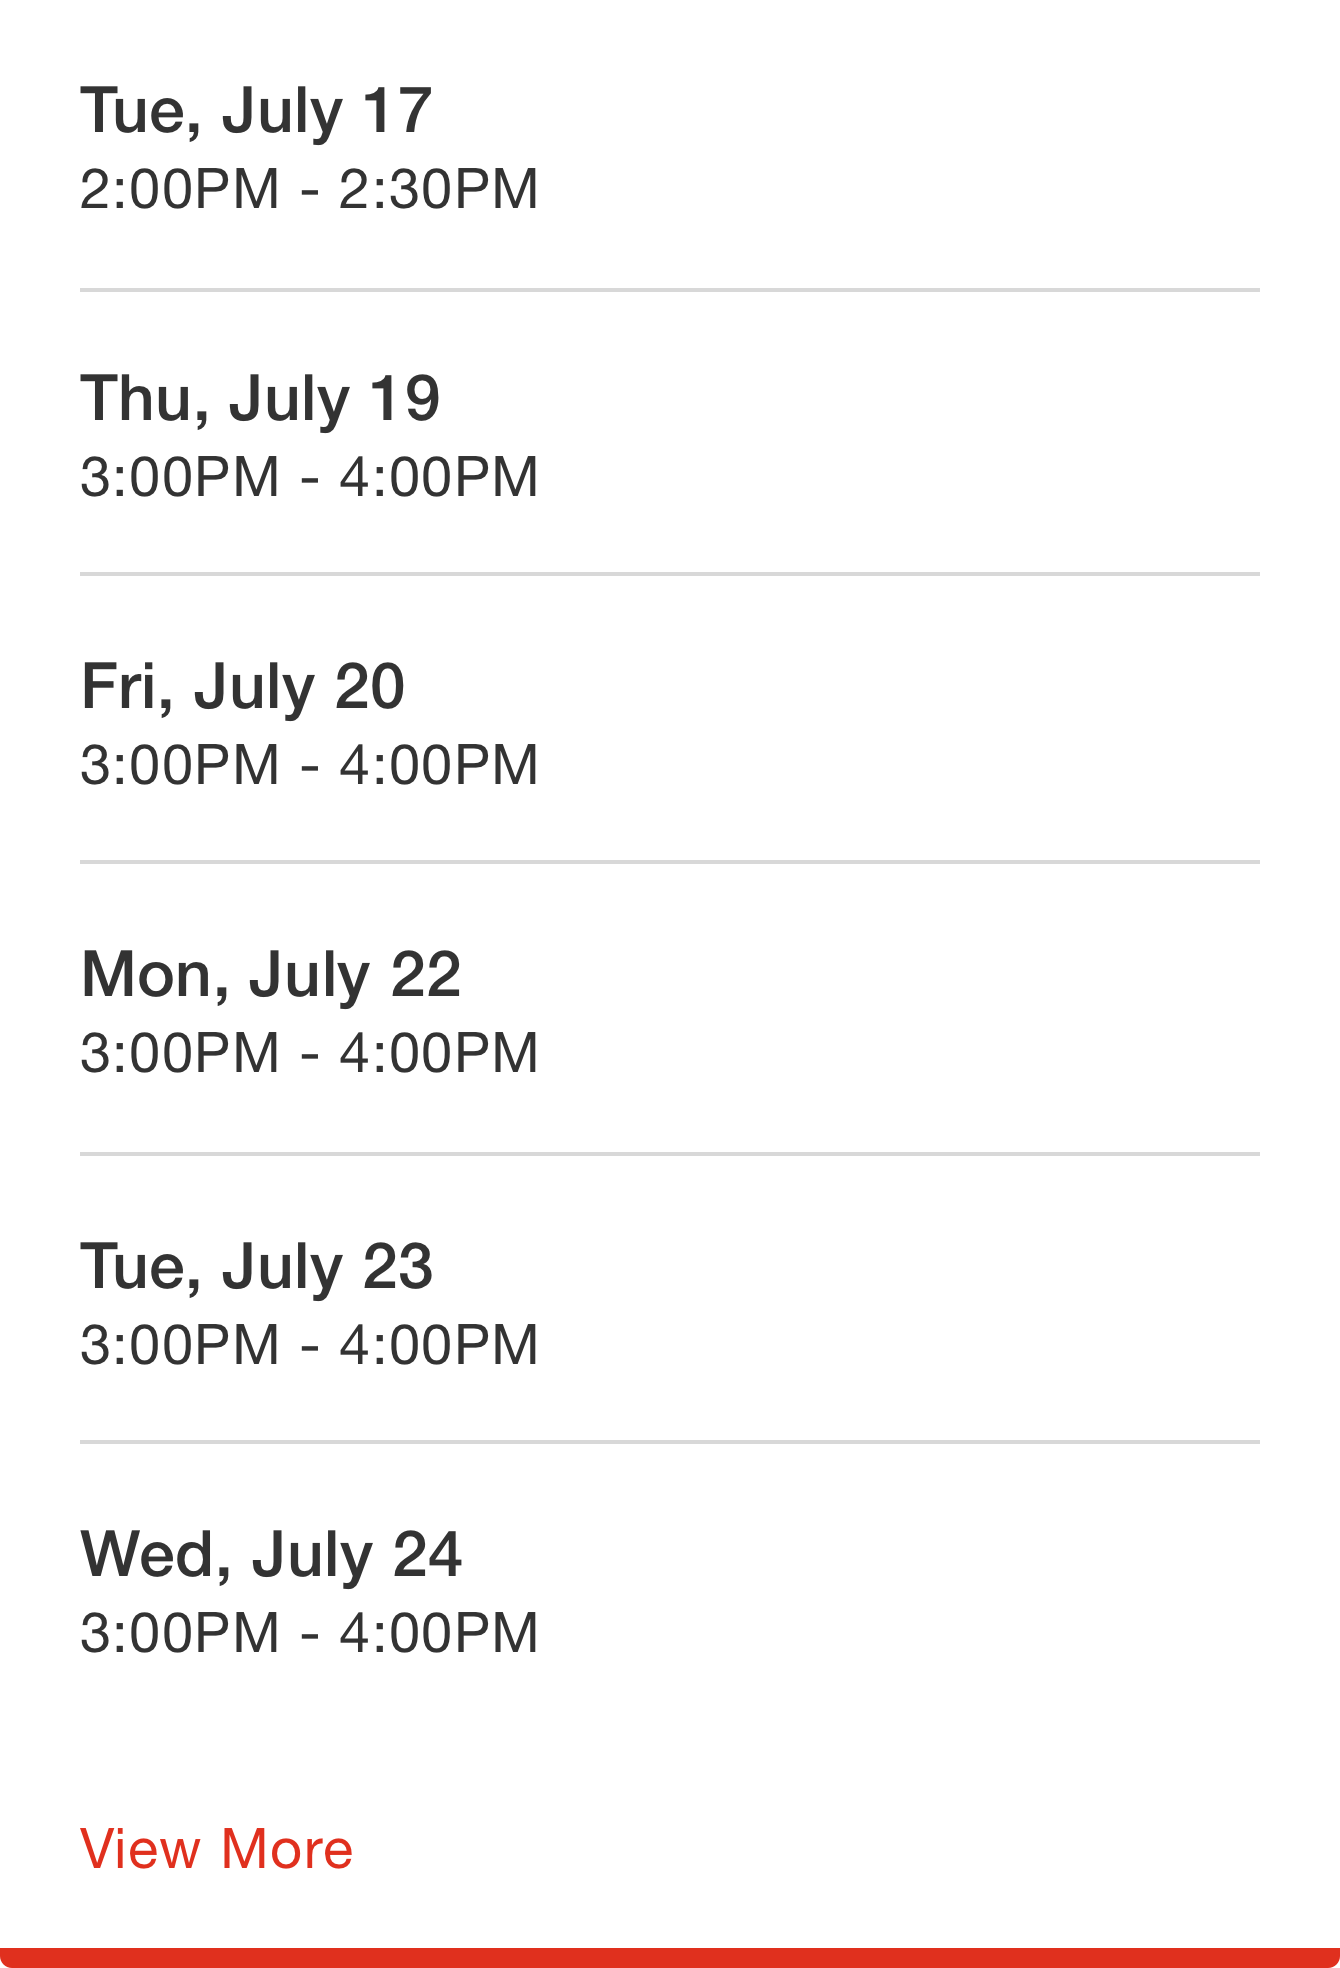 Tue, July 17
2:00PM - 2:30PM
Thu, July 19
3:00PM - 4:00PM
Fri, July 20
3:00PM - 4:00PM
Mon, July 22
3:00PM - 4:00PM
Tue, July 23
3:00PM - 4:00PM
Wed, July 24
3:00PM - 4:00PM
View More